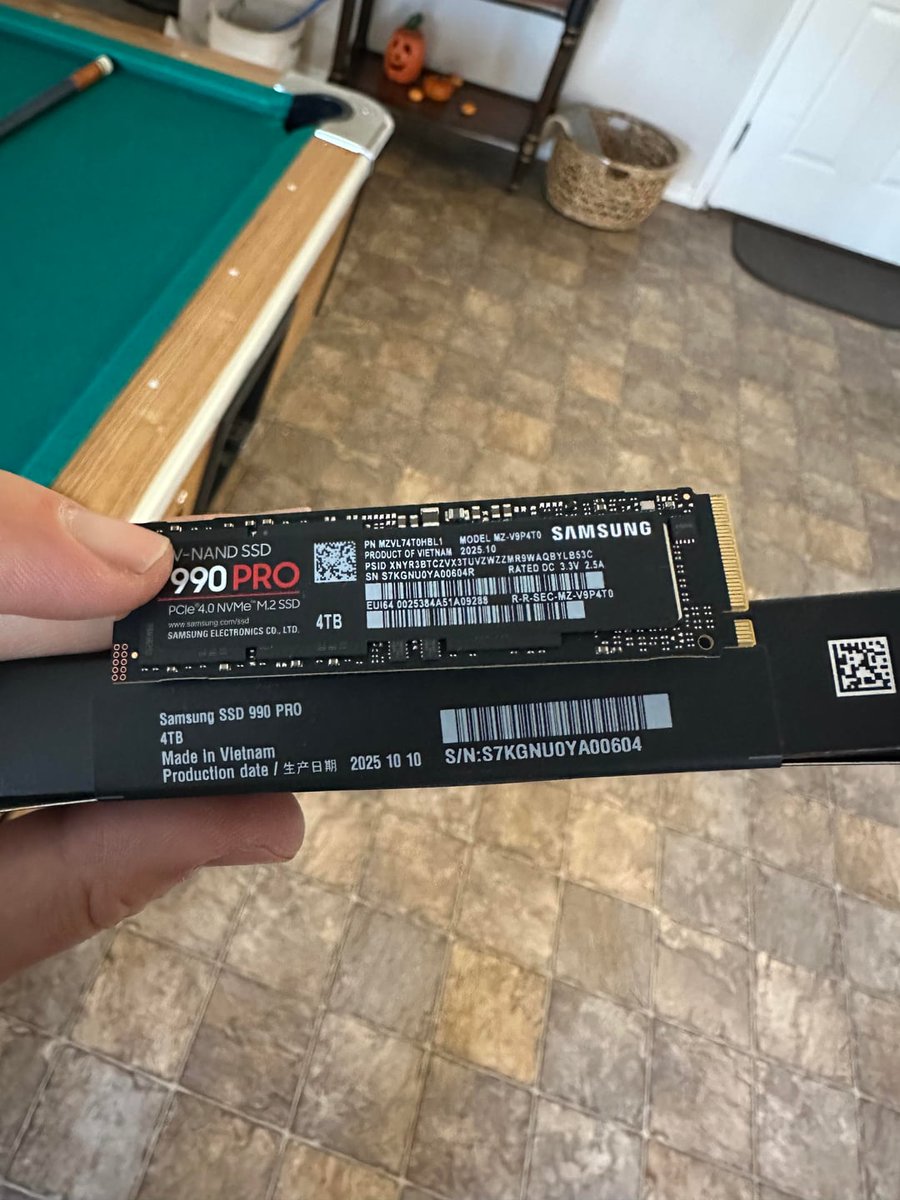 V-NAND SSD
990 PRO
PCIe® 4.0 NVMe™ M.2 SSD
www.samsung.com/ssd
SAMSUNG ELECTRONICS CO., LTD.
4TB
PN MZVL74T0HBL1 MODEL MZ-V9P4T0 SAMSUNG
PRODUCT OF VIETNAM 2025.10
PSID XNYR3BTCZVX3TUVZWZZMR9WAQBYLB53C
SN S7KGNU0YA00604R RATED DC 3.3V 2.5A
EUI64 0025384A51A09288 R-R-SEC-MZ-V9P4T0
Samsung SSD 990 PRO
4TB
Made in Vietnam
Production date / 生产日期 2025 10 10
S/N:S7KGNU0YA00604